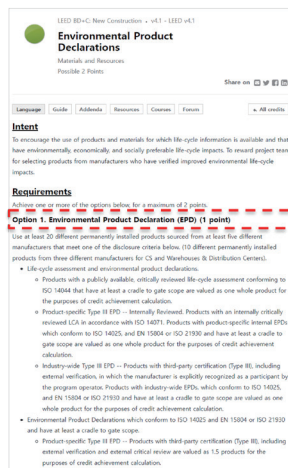 LEED BD+C: New Construction • v4.1 - LEED v4.1
Environmental Product
Declarations
Materials and Resources
Possible 2 Points
Share on
Language
Guide
Addenda
Resources
Courses
Forum
All credits
Intent
To encourage the use of products and materials for which life-cycle information is available and that
have environmentally, economically, and socially preferable life-cycle impacts. To reward project team
for selecting products from manufacturers who have verified improved environmental life-cycle
impacts.
Requirements
Achieve one or more of the options below, for a maximum of 2 points.
Option 1. Environmental Product Declaration (EPD) (1 point)
Use at least 20 different permanently installed products sourced from at least five different
manufacturers that meet one of the disclosure criteria below. (10 different permanently installed
products from three different manufacturers for CS and Warehouses & Distribution Centers).
• Life-cycle assessment and environmental product declarations.
o Products with a publicly available, critically reviewed life-cycle assessment conforming to
ISO 14044 that have at least a cradle to gate scope are valued as one whole product for
the purposes of credit achievement calculation.
o Product-specific Type III EPD -- Internally Reviewed. Products with an internally critically
reviewed LCA in accordance with ISO 14071. Products with product-specific internal EPDs
which conform to ISO 14025, and EN 15804 or ISO 21930 and have at least a cradle to
gate scope are valued as one whole product for the purposes of credit achievement
calculation.
o Industry-wide Type III EPD -- Products with third-party certification (Type III), including
external verification, in which the manufacturer is explicitly recognized as a participant by
the program operator. Products with industry-wide EPDs, which conform to ISO 14025,
and EN 15804 or ISO 21930 and have at least a cradle to gate scope are valued as one
whole product for the purposes of credit achievement calculation.
• Environmental Product Declarations which conform to ISO 14025 and EN 15804 or ISO 21930
and have at least a cradle to gate scope.
o Product-specific Type III EPD -- Products with third-party certification (Type III), including
external verification and external critical review are valued as 1.5 products for the
purposes of credit achievement calculation.